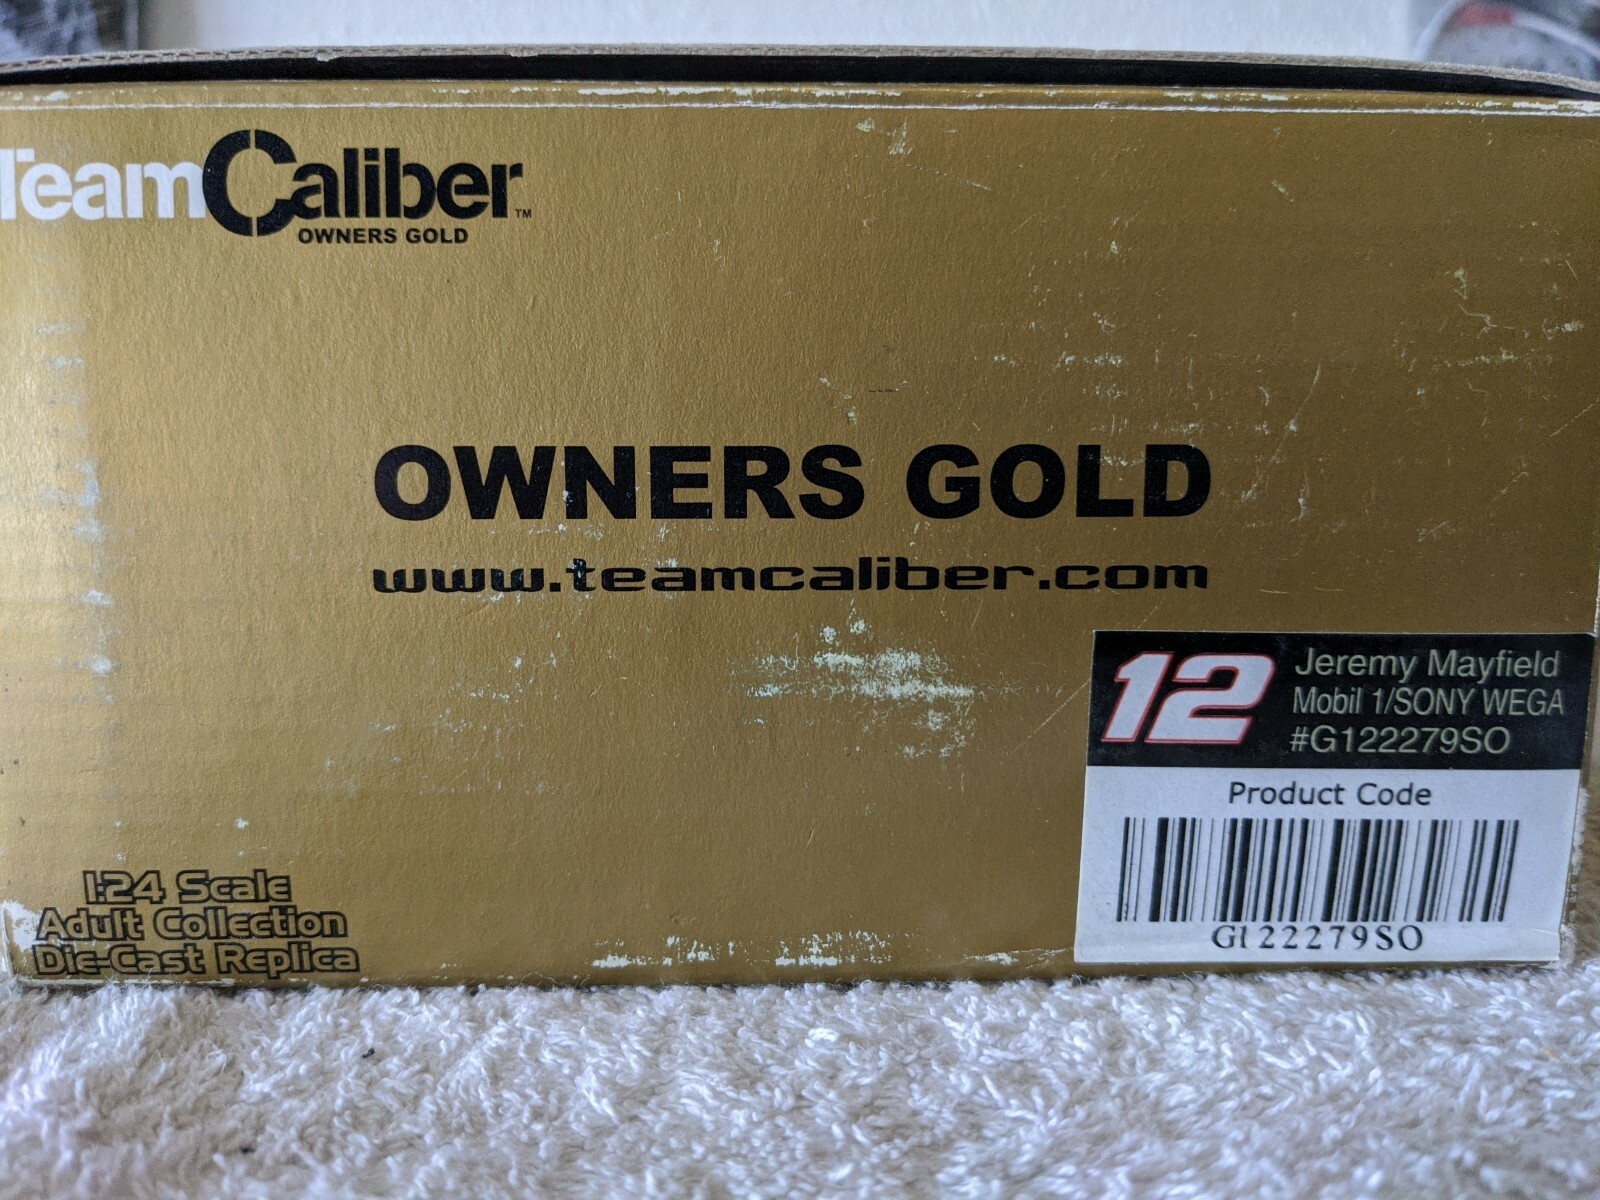 TeamCaliber™
OWNERS GOLD
OWNERS GOLD
www.teamcaliber.com
12
Jeremy Mayfield
Mobil 1/SONY WEGA
#G122279SO
Product Code
G122279SO
1:24 Scale
Adult Collection
Die-Cast Replica